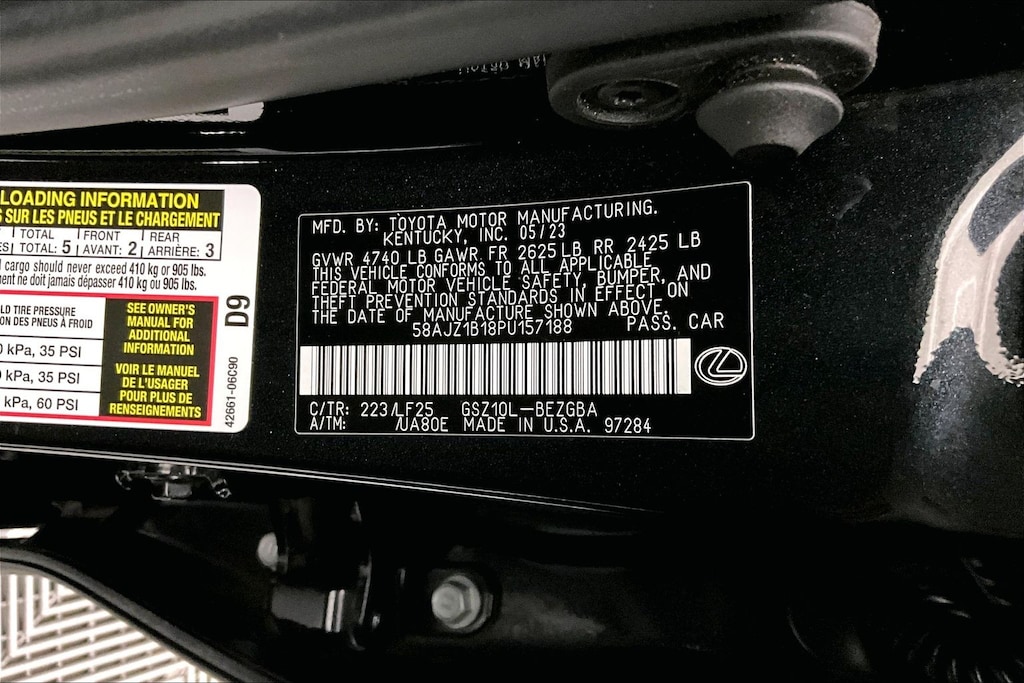 LOADING INFORMATION
SUR LES PNEUS ET LE CHARGEMENT
TOTAL FRONT REAR
TOTAL: 5 AVANT: 2 ARRIÈRE: 3
cargo should never exceed 410 kg or 905 lbs.
ne doit jamais dépasser 410 kg ou 905 lbs.
TIRE PRESSURE
DES PNEUS À FROID
kPa, 35 PSI
kPa, 35 PSI
kPa, 60 PSI
SEE OWNER'S
MANUAL FOR
ADDITIONAL
INFORMATION
VOIR LE MANUEL
DE L'USAGER
POUR PLUS DE
RENSEIGNEMENTS
D9
42661-06C90
MFD. BY: TOYOTA MOTOR MANUFACTURING.
KENTUCKY, INC. 05/23
GVWR 4740 LB GAWR FR 2625 LB RR 2425 LB
THIS VEHICLE CONFORMS TO ALL APPLICABLE
FEDERAL MOTOR VEHICLE SAFETY, BUMPER, AND
THEFT PREVENTION STANDARDS IN EFFECT ON
THE DATE OF MANUFACTURE SHOWN ABOVE.
58AJZ1B18PU157188 PASS. CAR
C/TR: 223/LF25 GSZ10L-BEZGBA
A/TM: /UA80E MADE IN U.S.A. 97284